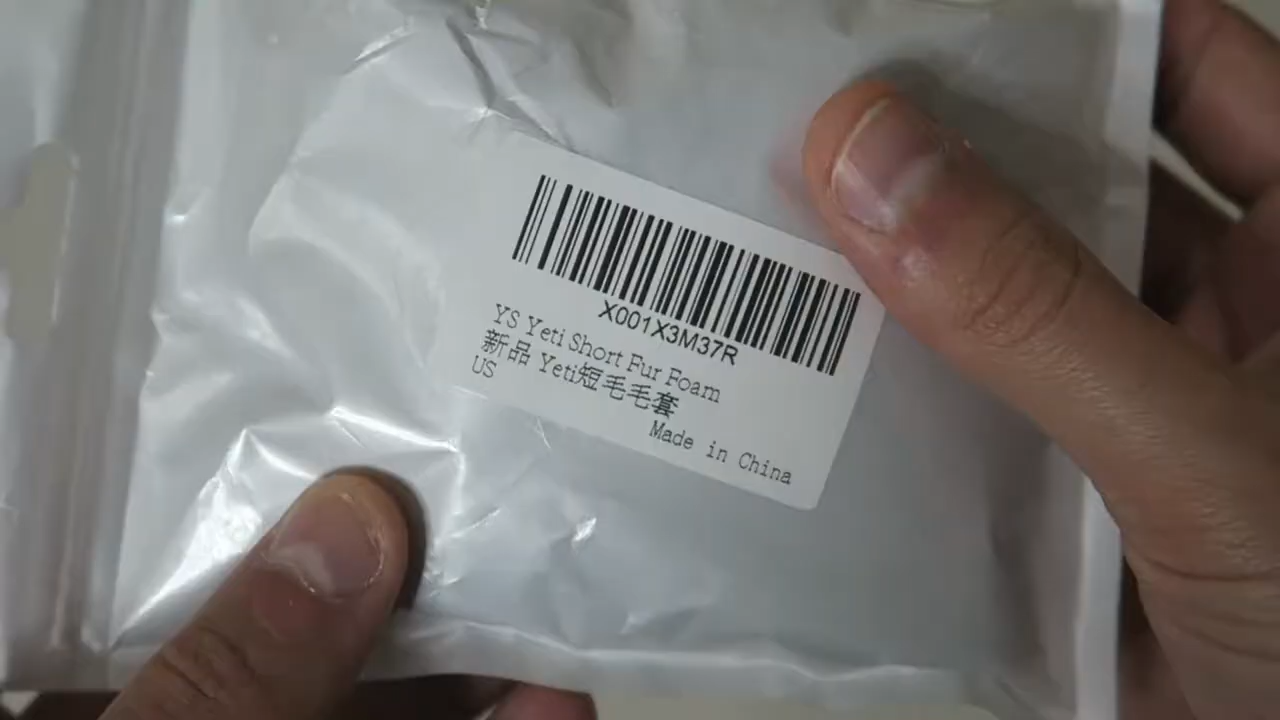 X001X3M37R
YS Yeti Short Fur Foam
新品 Yeti短毛毛套
US
Made in China